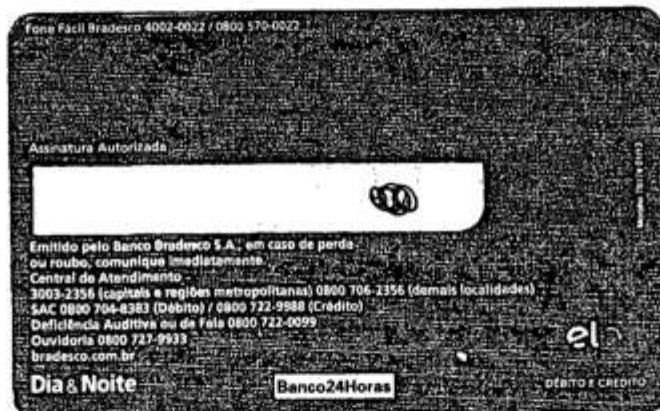 Fone Fácil Bradesco 4002-0022 / 0800 570-0022
Assinatura Autorizada
Emitido pelo Banco Bradesco S.A., em caso de perda
ou roubo, comunique imediatamente.
Central de Atendimento
3003-2356 (capitais e regiões metropolitanas) 0800 706-2356 (demais localidades)
SAC 0800 704-8383 (Débito) / 0800 722-9988 (Crédito)
Deficiência Auditiva ou de Fala 0800 722-0099
Ouvidoria 0800 727-9933
bradesco.com.br
elo
Dia & Noite
Banco24Horas
DÉBITO E CRÉDITO